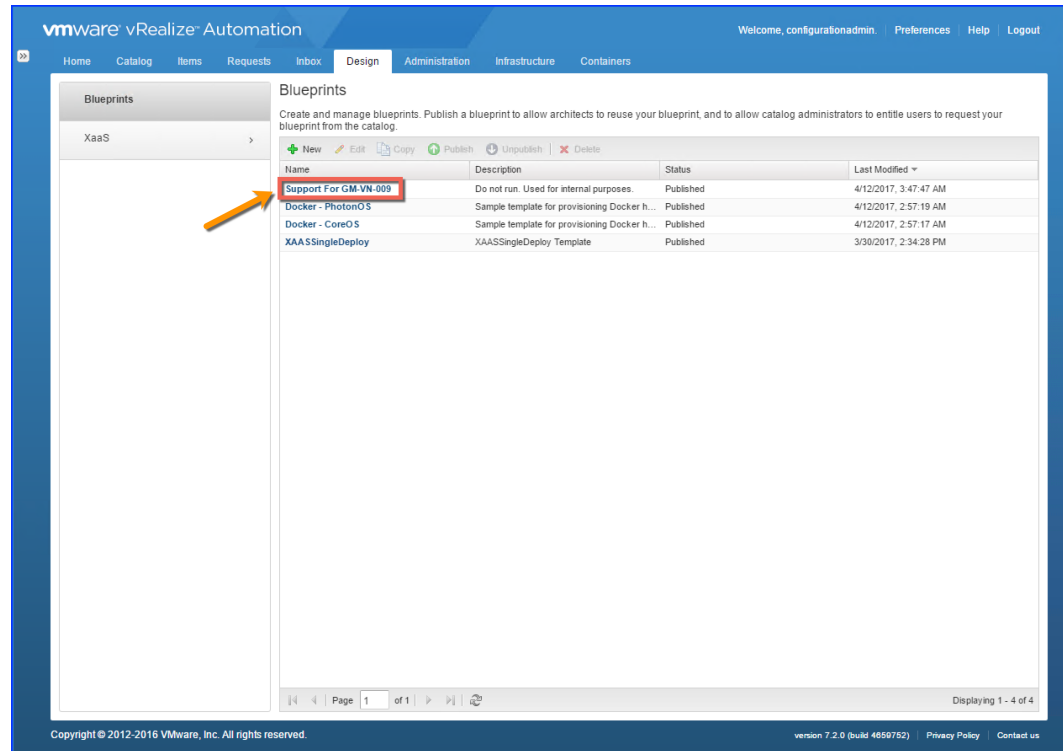 vmware® vRealize™ Automation
Welcome, configurationadmin. Preferences Help Logout
Home Catalog Items Requests Inbox Design Administration Infrastructure Containers
Blueprints
XaaS
Blueprints
Create and manage blueprints. Publish a blueprint to allow architects to reuse your blueprint, and to allow catalog administrators to entitle users to request your
blueprint from the catalog.
New Edit Copy Publish Unpublish Delete
Name Description Status Last Modified
Support For GM-VN-009 Do not run. Used for internal purposes. Published 4/12/2017, 3:47:47 AM
Docker - PhotonOS Sample template for provisioning Docker h... Published 4/12/2017, 2:57:19 AM
Docker - CoreOS Sample template for provisioning Docker h... Published 4/12/2017, 2:57:17 AM
XAASSingleDeploy XAASSingleDeploy Template Published 3/30/2017, 2:34:28 PM
Page 1 of 1 Displaying 1 - 4 of 4
Copyright © 2012-2016 VMware, Inc. All rights reserved. version 7.2.0 (build 4659752) Privacy Policy Contact us